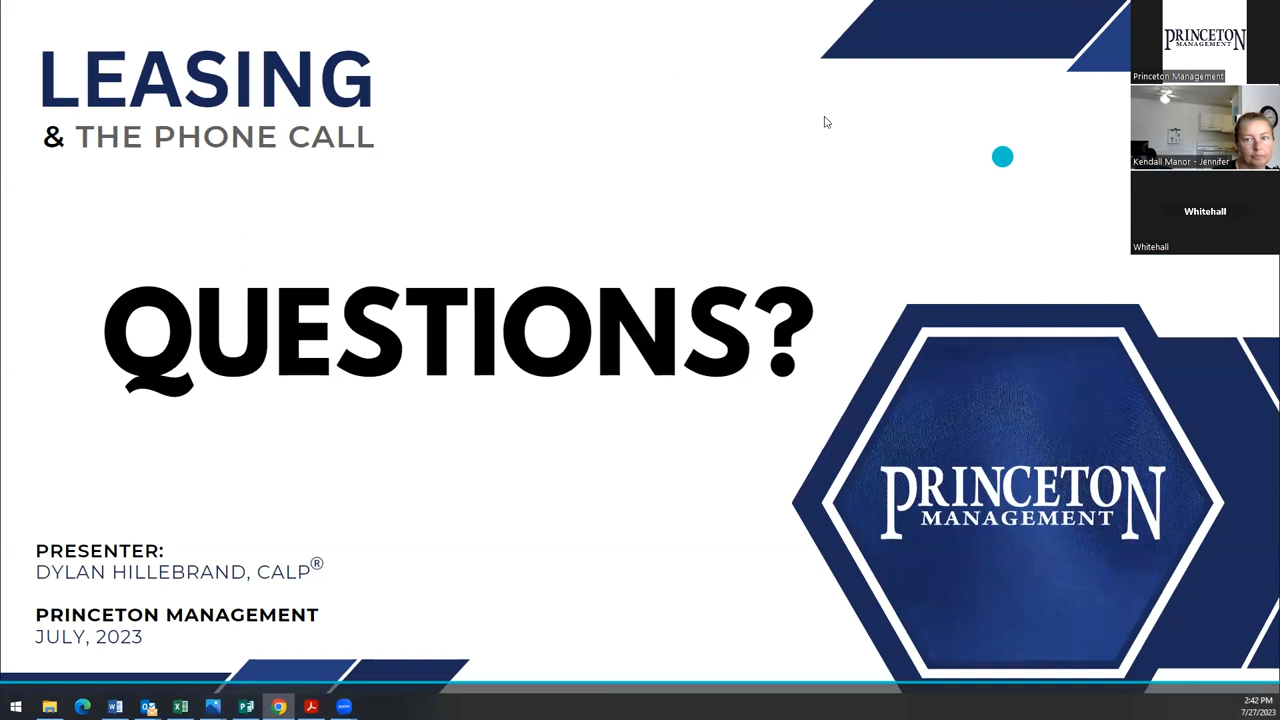 LEASING
& THE PHONE CALL
QUESTIONS?
PRESENTER:
DYLAN HILLEBRAND, CALP®
PRINCETON MANAGEMENT
JULY, 2023
PRINCETON
MANAGEMENT
PRINCETON
MANAGEMENT
Princeton Management
Kendall Manor - Jennifer
Whitehall
Whitehall
2:42 PM
7/27/2023